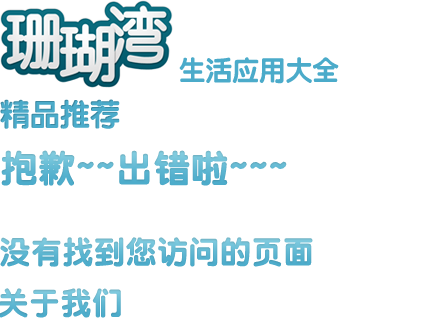 珊瑚湾
生活应用大全
精品推荐
抱歉~~出错啦~~~
没有找到您访问的页面
关于我们